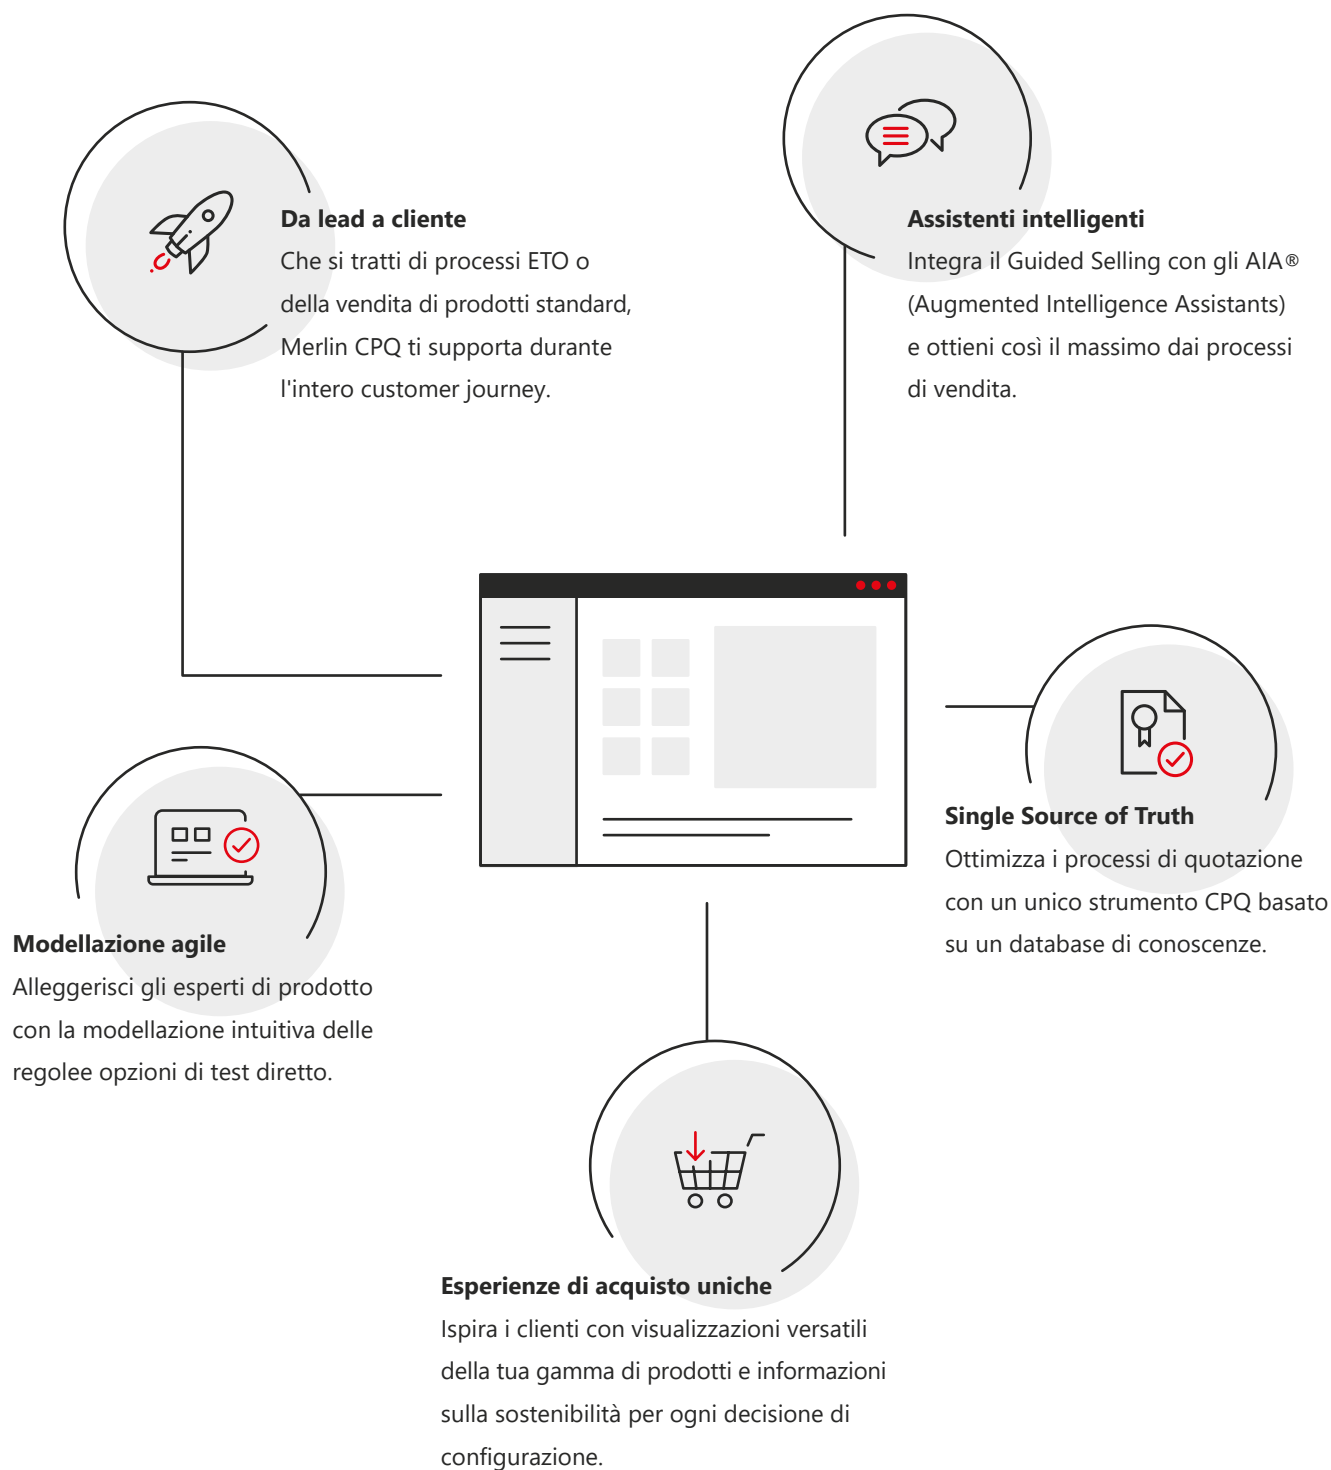 Da lead a cliente
Che si tratti di processi ETO o
della vendita di prodotti standard,
Merlin CPQ ti supporta durante
l'intero customer journey.
Assistenti intelligenti
Integra il Guided Selling con gli AIA®
(Augmented Intelligence Assistants)
e ottieni così il massimo dai processi
di vendita.
Single Source of Truth
Ottimizza i processi di quotazione
con un unico strumento CPQ basato
su un database di conoscenze.
Modellazione agile
Alleggerisci gli esperti di prodotto
con la modellazione intuitiva delle
regolee opzioni di test diretto.
Esperienze di acquisto uniche
Ispira i clienti con visualizzazioni versatili
della tua gamma di prodotti e informazioni
sulla sostenibilità per ogni decisione di
configurazione.